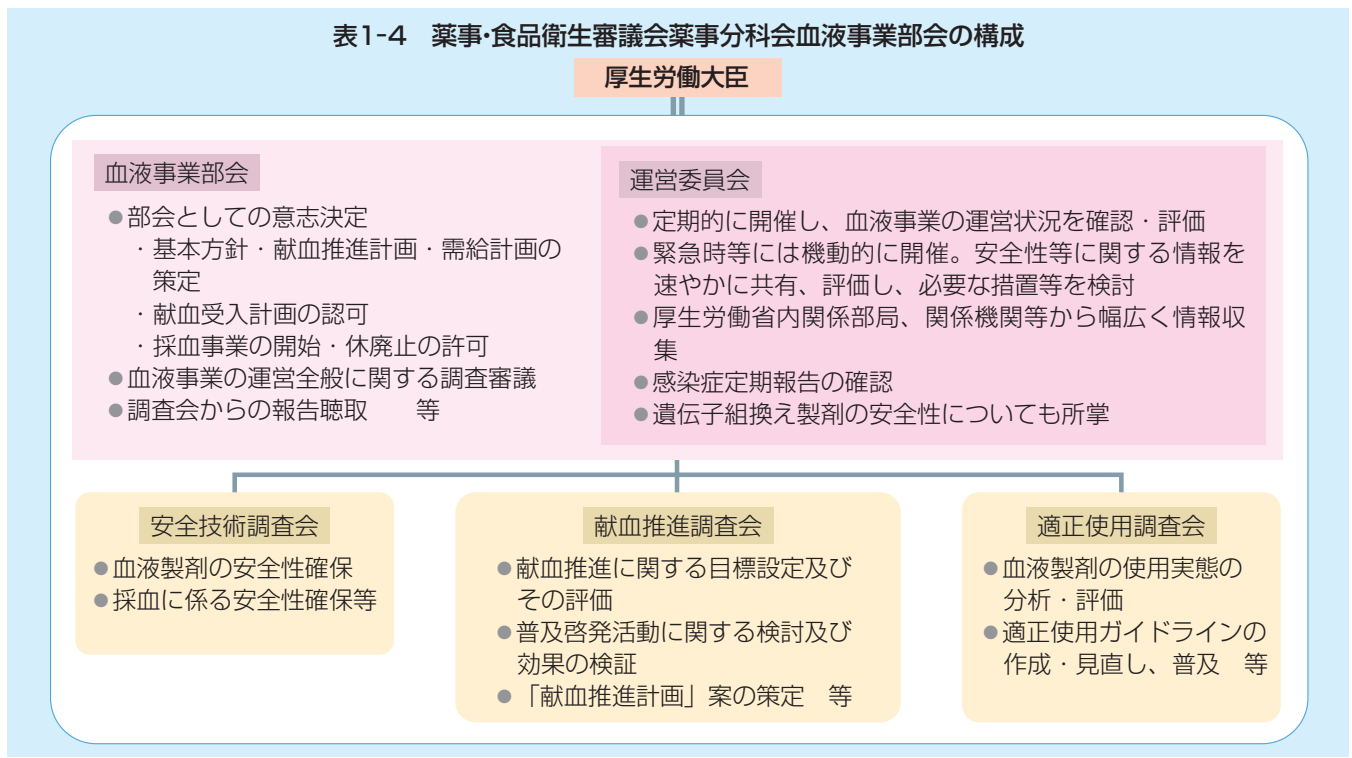 表1-4　薬事・食品衛生審議会薬事分科会血液事業部会の構成
厚生労働大臣
血液事業部会
●部会としての意志決定
・基本方針・献血推進計画・需給計画の
策定
・献血受入計画の認可
・採血事業の開始・休廃止の許可
●血液事業の運営全般に関する調査審議
●調査会からの報告聴取　　等
運営委員会
●定期的に開催し、血液事業の運営状況を確認・評価
●緊急時等には機動的に開催。安全性等に関する情報を
速やかに共有、評価し、必要な措置等を検討
●厚生労働省内関係部局、関係機関等から幅広く情報収
集
●感染症定期報告の確認
●遺伝子組換え製剤の安全性についても所掌
安全技術調査会
●血液製剤の安全性確保
●採血に係る安全性確保等
献血推進調査会
●献血推進に関する目標設定及び
その評価
●普及啓発活動に関する検討及び
効果の検証
●「献血推進計画」案の策定　等
適正使用調査会
●血液製剤の使用実態の
分析・評価
●適正使用ガイドラインの
作成・見直し、普及　等